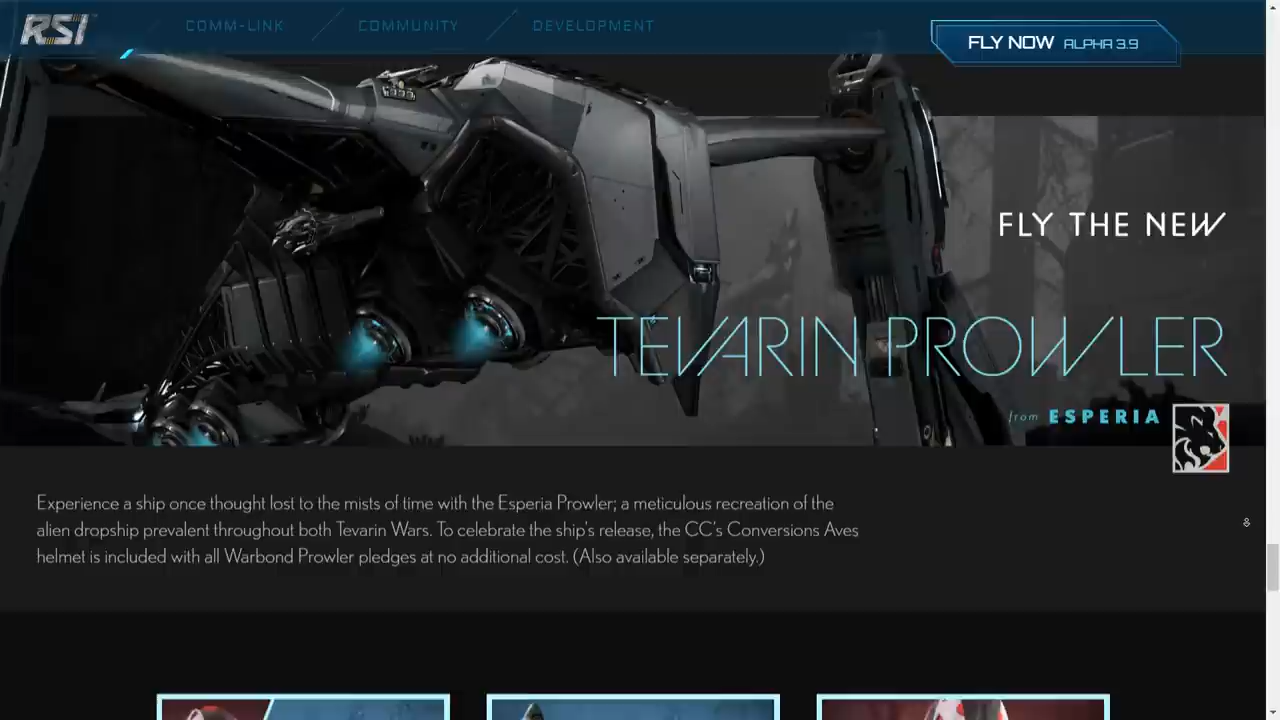 RSI
COMM-LINK
COMMUNITY
DEVELOPMENT
FLY NOW ALPHA 3.9
FLY THE NEW
TEVARIN PROWLER
from ESPERIA
Experience a ship once thought lost to the mists of time with the Esperia Prowler; a meticulous recreation of the
alien dropship prevalent throughout both Tevarin Wars. To celebrate the ship's release, the CC's Conversions Aves
helmet is included with all Warbond Prowler pledges at no additional cost. (Also available separately.)